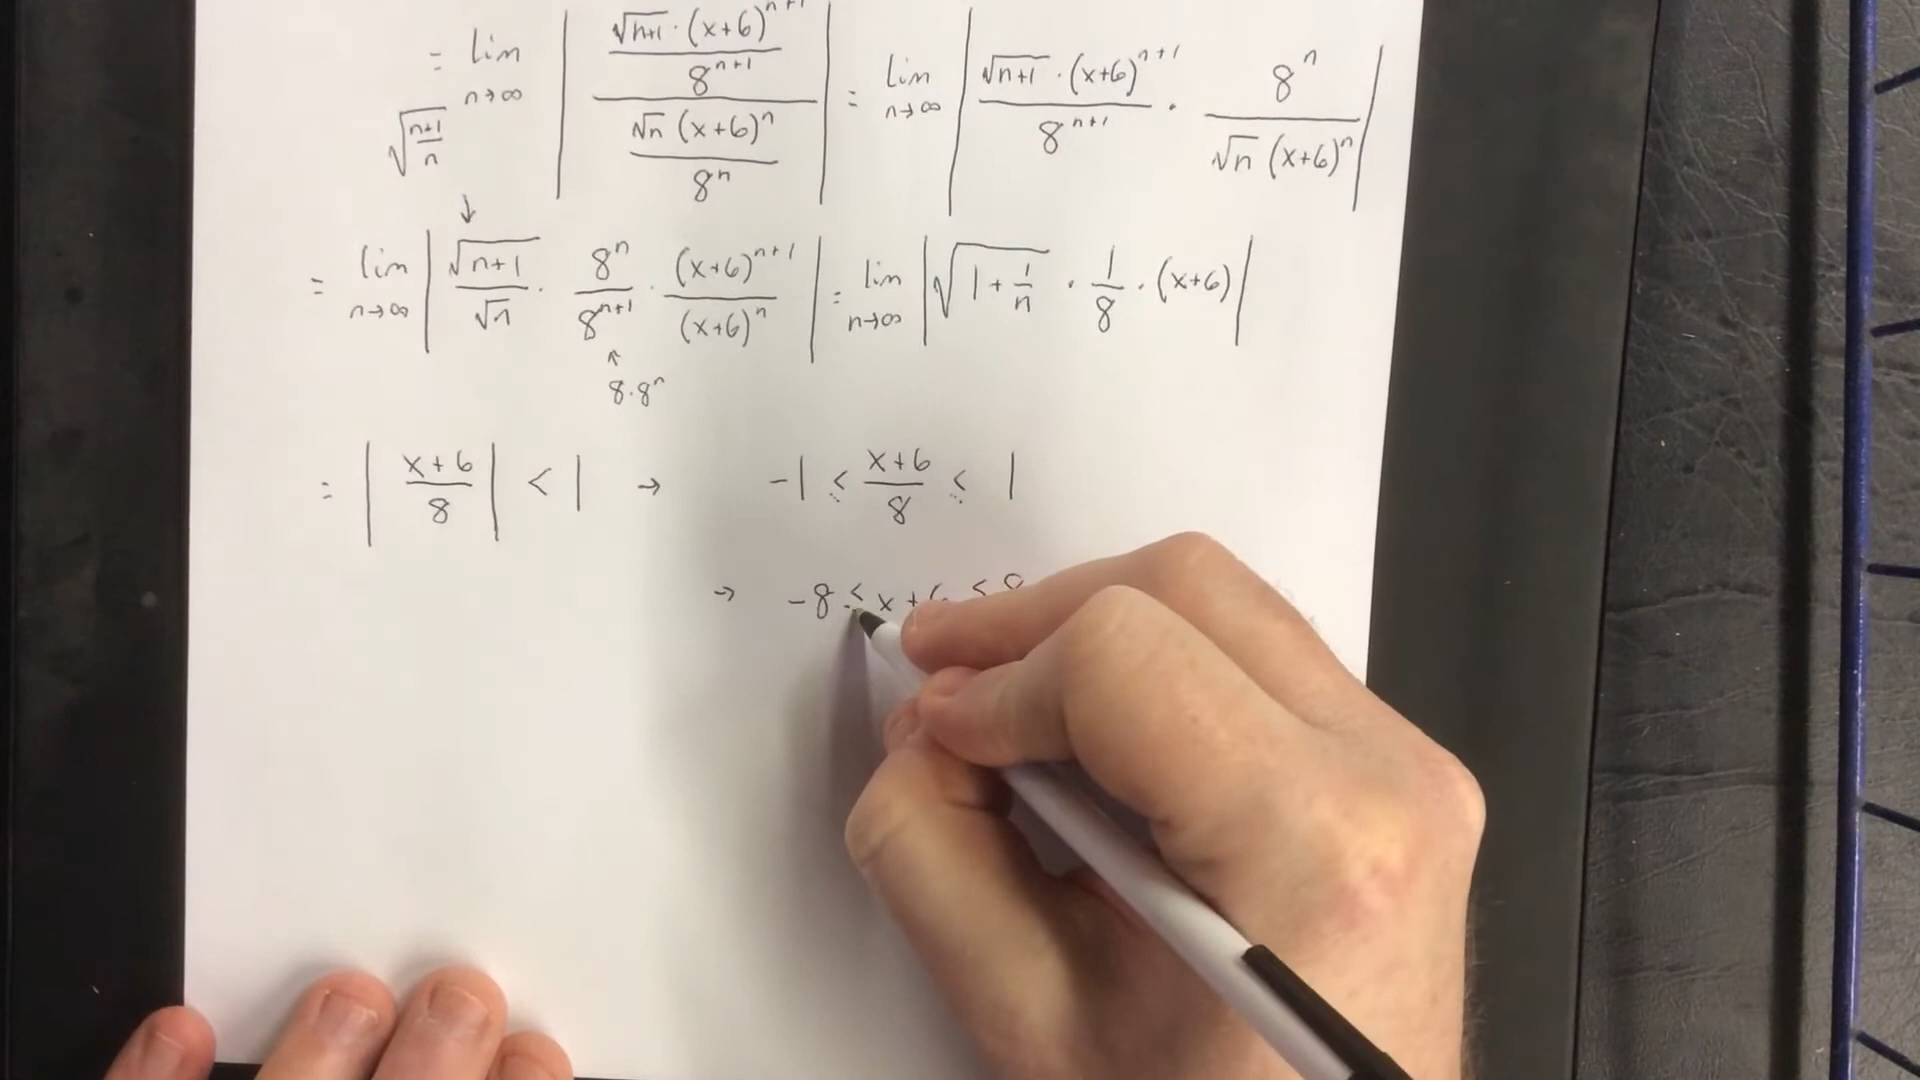 = lim n→∞ | (√n+1 · (x+6)^n+1 / 8^n+1) / (√n (x+6)^n / 8^n) | = lim n→∞ | √n+1 · (x+6)^n+1 / 8^n+1 · 8^n / √n (x+6)^n |
√(n+1 / n)
↓
= lim n→∞ | √n+1 / √n · 8^n / 8^n+1 · (x+6)^n+1 / (x+6)^n | = lim n→∞ | √(1 + 1/n) · 1/8 · (x+6) |
↑
8·8^n
= | x+6 / 8 | < 1 → -1 < x+6 / 8 < 1
→ -8 < x+6 < 8